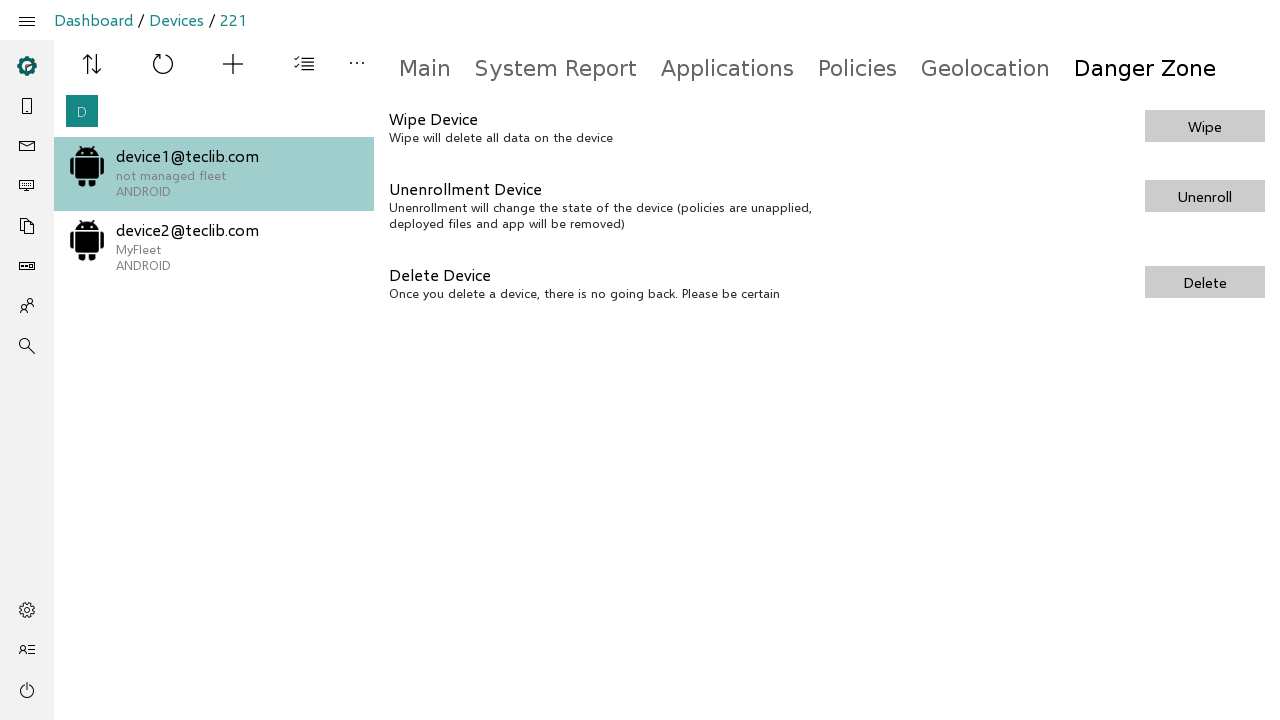 Dashboard / Devices / 221
Main System Report Applications Policies Geolocation Danger Zone
D
device1@teclib.com
not managed fleet
ANDROID
device2@teclib.com
MyFleet
ANDROID
Wipe Device
Wipe will delete all data on the device
Wipe
Unenrollment Device
Unenrollment will change the state of the device (policies are unapplied,
deployed files and app will be removed)
Unenroll
Delete Device
Once you delete a device, there is no going back. Please be certain
Delete